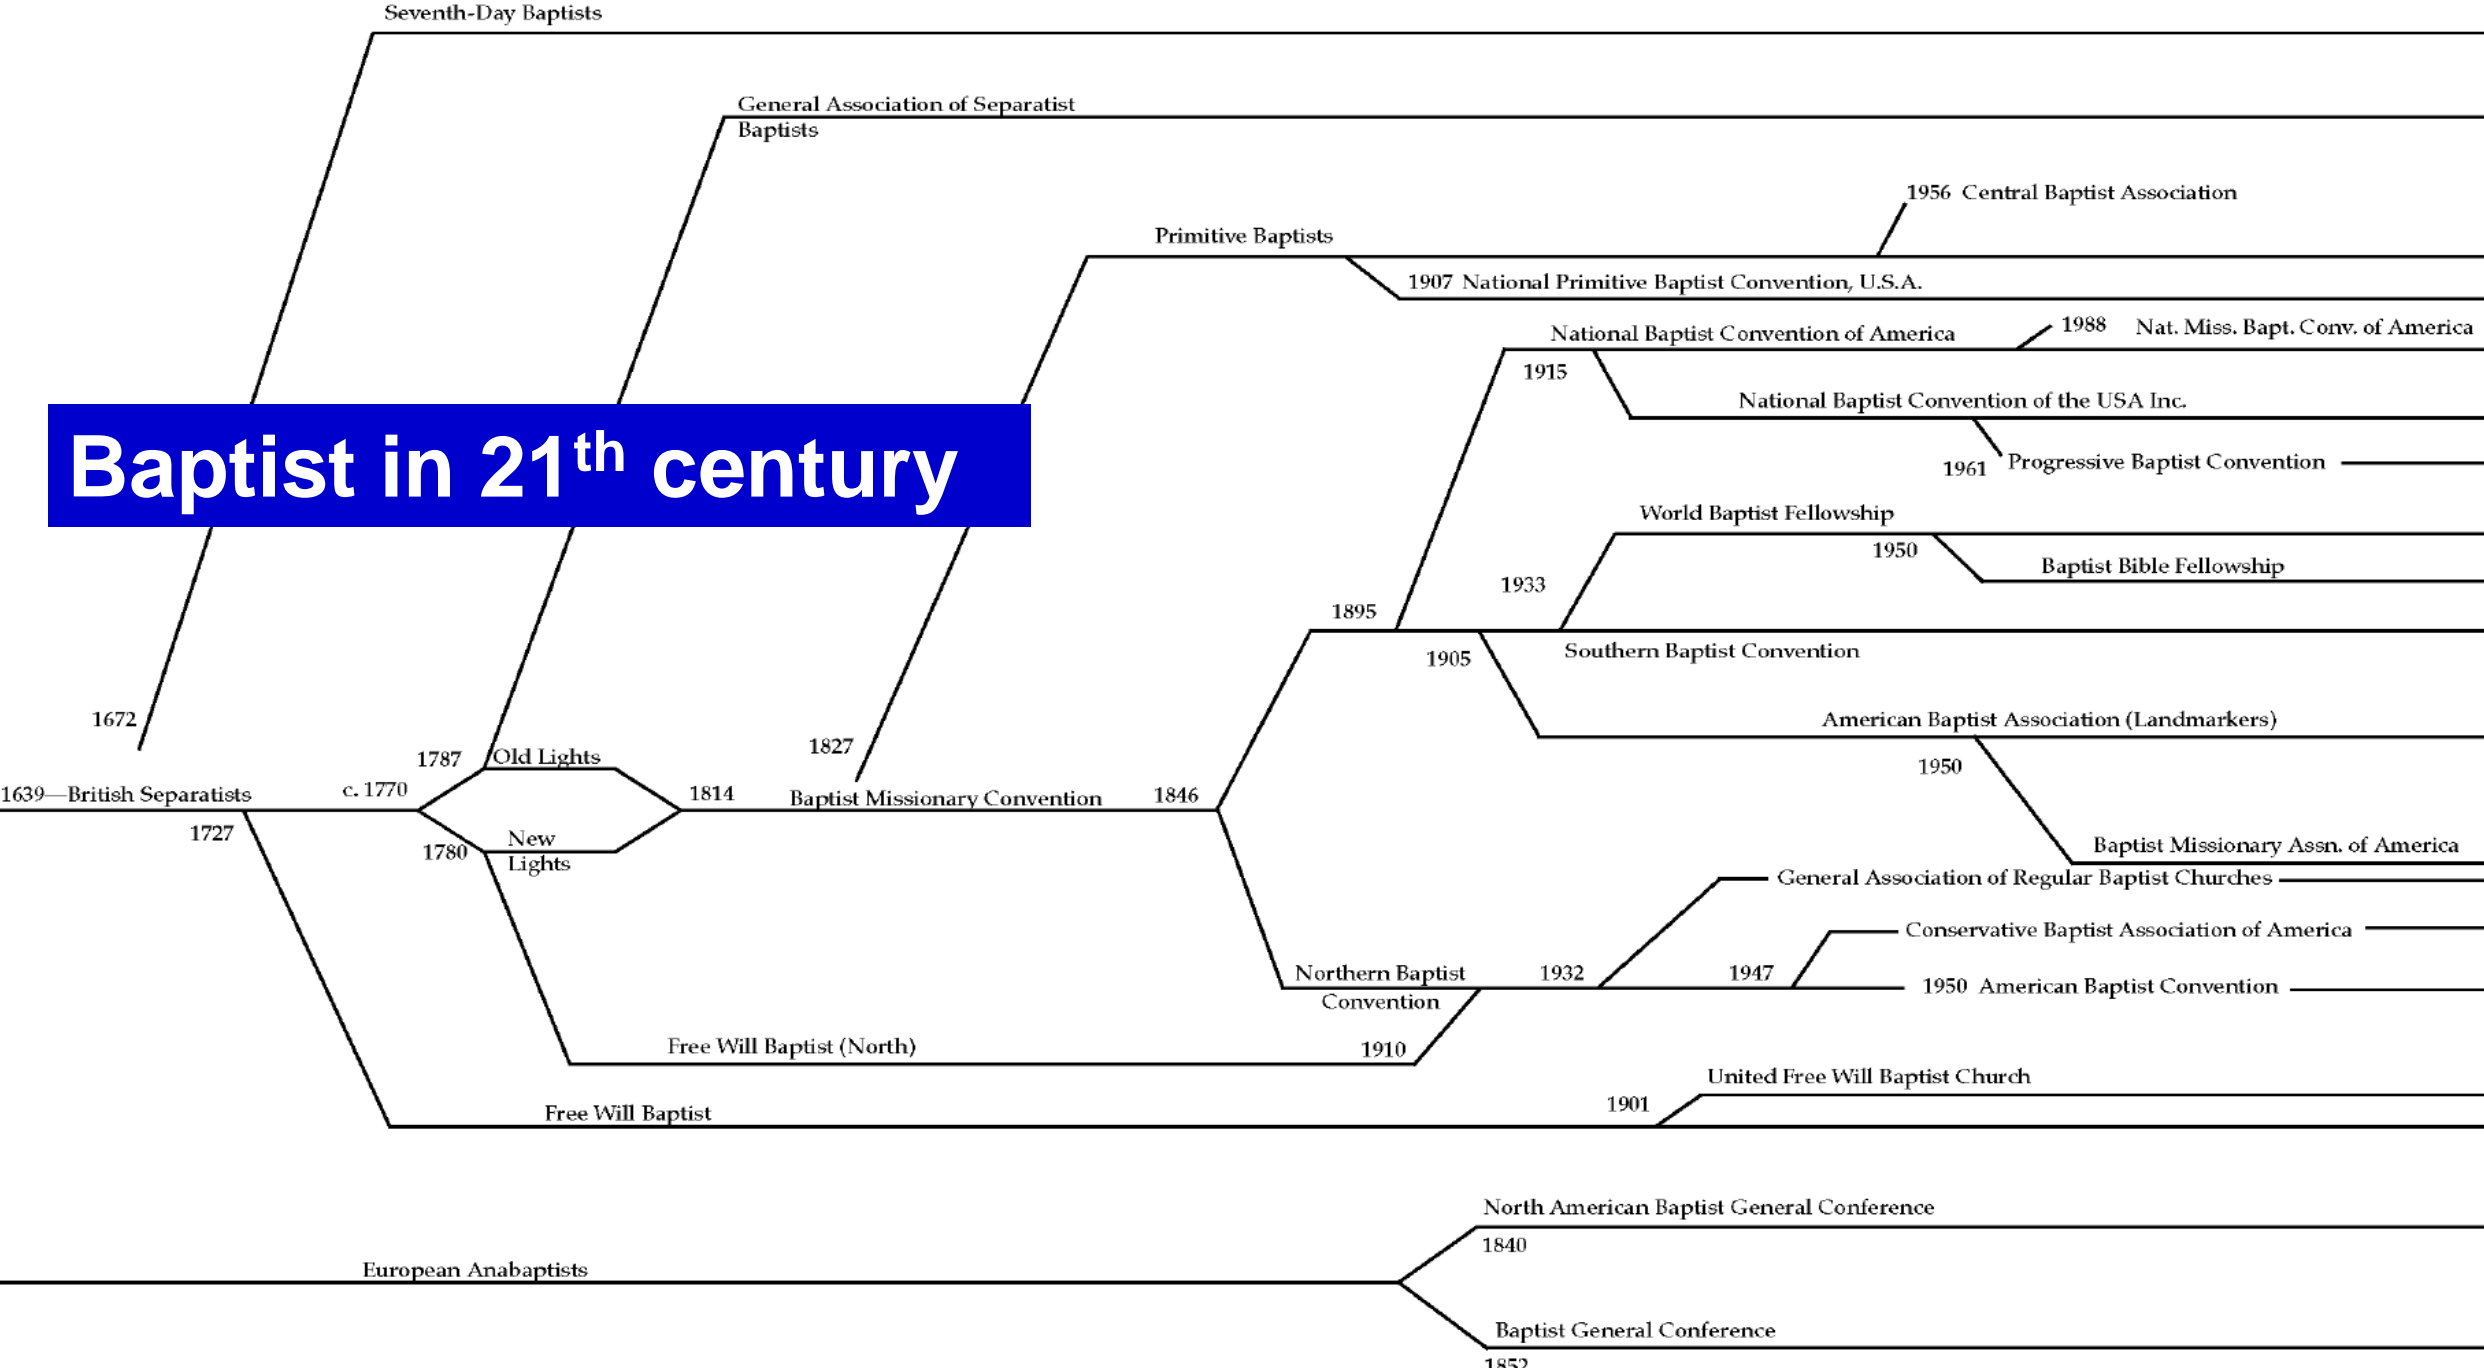 Seventh-Day Baptists
General Association of Separatist
Baptists
1956 Central Baptist Association
Primitive Baptists
1907 National Primitive Baptist Convention, U.S.A.
National Baptist Convention of America
1988 Nat. Miss. Bapt. Conv. of America
1915
National Baptist Convention of the USA Inc.
1961 Progressive Baptist Convention
Baptist in 21th century
World Baptist Fellowship
1950
Baptist Bible Fellowship
1933
1895
1905
Southern Baptist Convention
1672
American Baptist Association (Landmarkers)
1950
1787
Old Lights
1827
1639—British Separatists
c. 1770
1814
Baptist Missionary Convention
1846
1727
1780
New
Lights
Baptist Missionary Assn. of America
General Association of Regular Baptist Churches
Conservative Baptist Association of America
Northern Baptist
Convention
1932
1947
1950 American Baptist Convention
Free Will Baptist (North)
1910
United Free Will Baptist Church
1901
Free Will Baptist
North American Baptist General Conference
1840
European Anabaptists
Baptist General Conference
1852